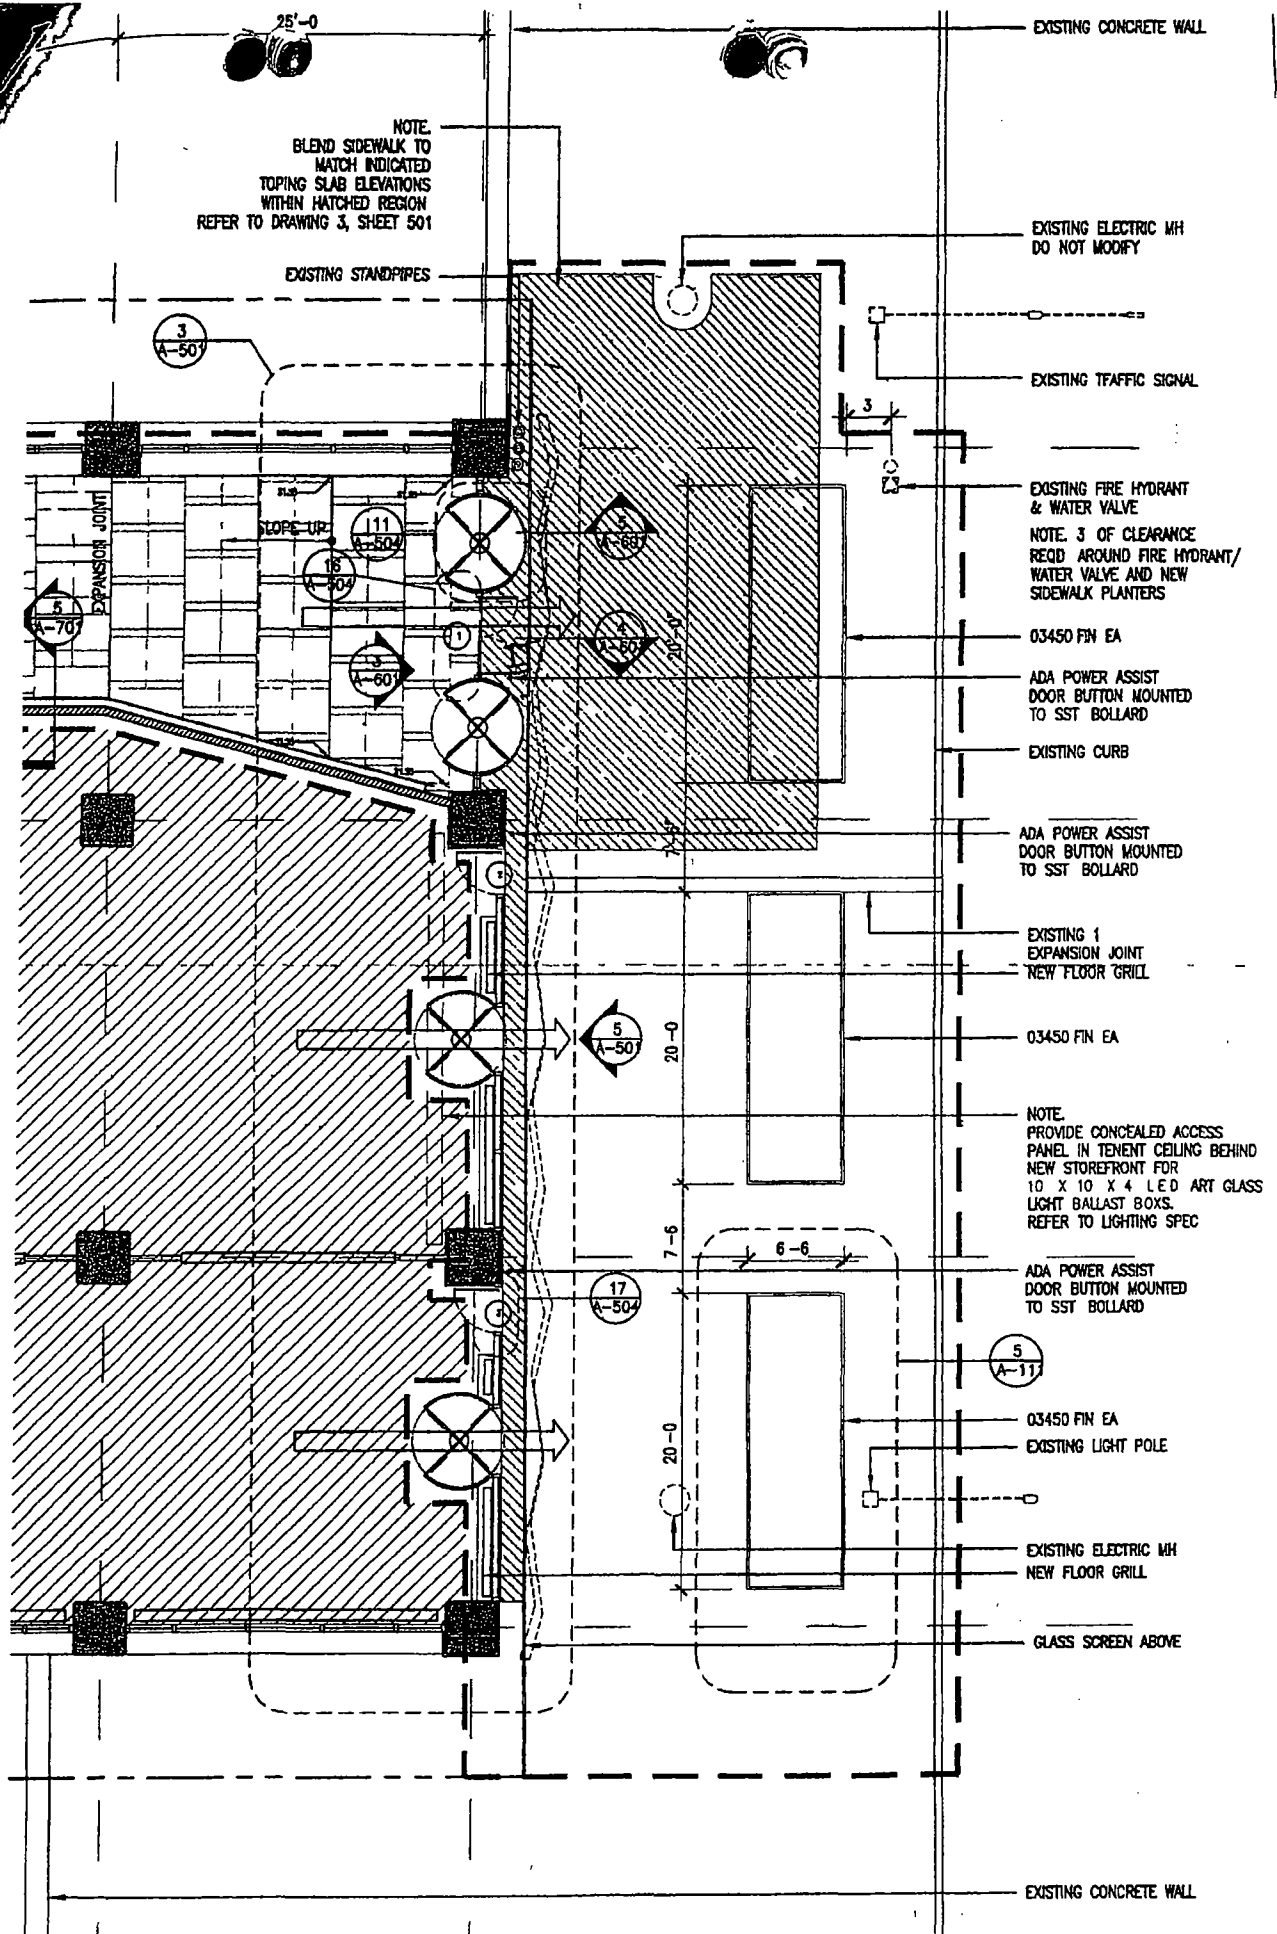 25'-0
EXISTING CONCRETE WALL
NOTE.
BLEND SIDEWALK TO
MATCH INDICATED
TOPING SLAB ELEVATIONS
WITHIN HATCHED REGION
REFER TO DRAWING 3, SHEET 501
EXISTING ELECTRIC MH
DO NOT MODIFY
EXISTING STANDPIPES
3
A-501
EXISTING TFAFFIC SIGNAL
3
EXISTING FIRE HYDRANT
& WATER VALVE
NOTE. 3 OF CLEARANCE
REQD AROUND FIRE HYDRANT/
WATER VALVE AND NEW
SIDEWALK PLANTERS
EXPANSION JOINT
SLOPE UP
11
A-504
5
A-601
16
A-504
5
A-701
1
4
A-601
20'-0"
3
A-601
03450 FIN EA
ADA POWER ASSIST
DOOR BUTTON MOUNTED
TO SST BOLLARD
EXISTING CURB
7'-6"
ADA POWER ASSIST
DOOR BUTTON MOUNTED
TO SST BOLLARD
EXISTING 1
EXPANSION JOINT
NEW FLOOR GRILL
5
A-501
20-0
03450 FIN EA
NOTE.
PROVIDE CONCEALED ACCESS
PANEL IN TENENT CEILING BEHIND
NEW STOREFRONT FOR
10 X 10 X 4 LED ART GLASS
LIGHT BALLAST BOXS.
REFER TO LIGHTING SPEC
7-6
6-6
ADA POWER ASSIST
DOOR BUTTON MOUNTED
TO SST BOLLARD
17
A-504
5
A-111
03450 FIN EA
EXISTING LIGHT POLE
20-0
EXISTING ELECTRIC MH
NEW FLOOR GRILL
GLASS SCREEN ABOVE
EXISTING CONCRETE WALL